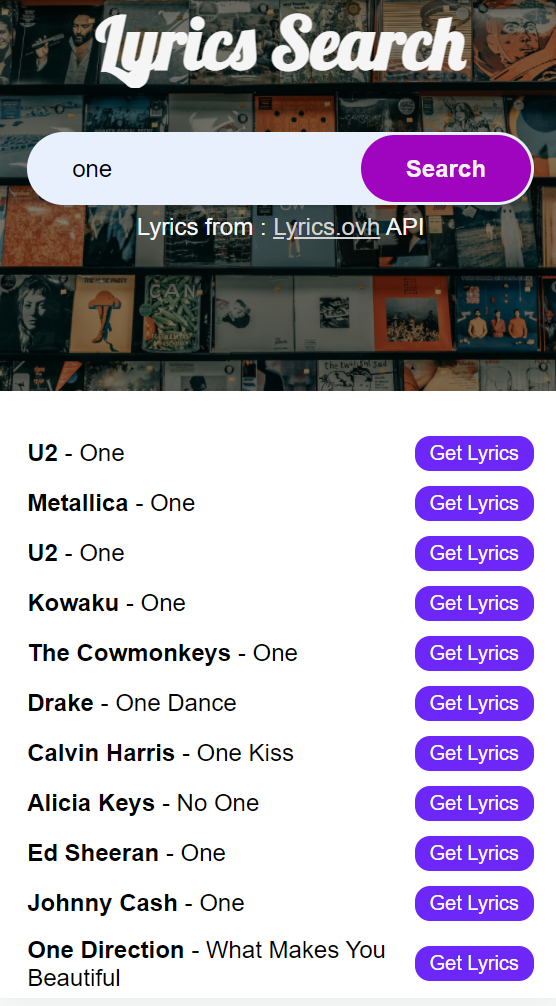 Lyrics Search
one
Search
Lyrics from : Lyrics.ovh API
CAN
U2 - One Get Lyrics
Metallica - One Get Lyrics
U2 - One Get Lyrics
Kowaku - One Get Lyrics
The Cowmonkeys - One Get Lyrics
Drake - One Dance Get Lyrics
Calvin Harris - One Kiss Get Lyrics
Alicia Keys - No One Get Lyrics
Ed Sheeran - One Get Lyrics
Johnny Cash - One Get Lyrics
One Direction - What Makes You Get Lyrics
Beautiful